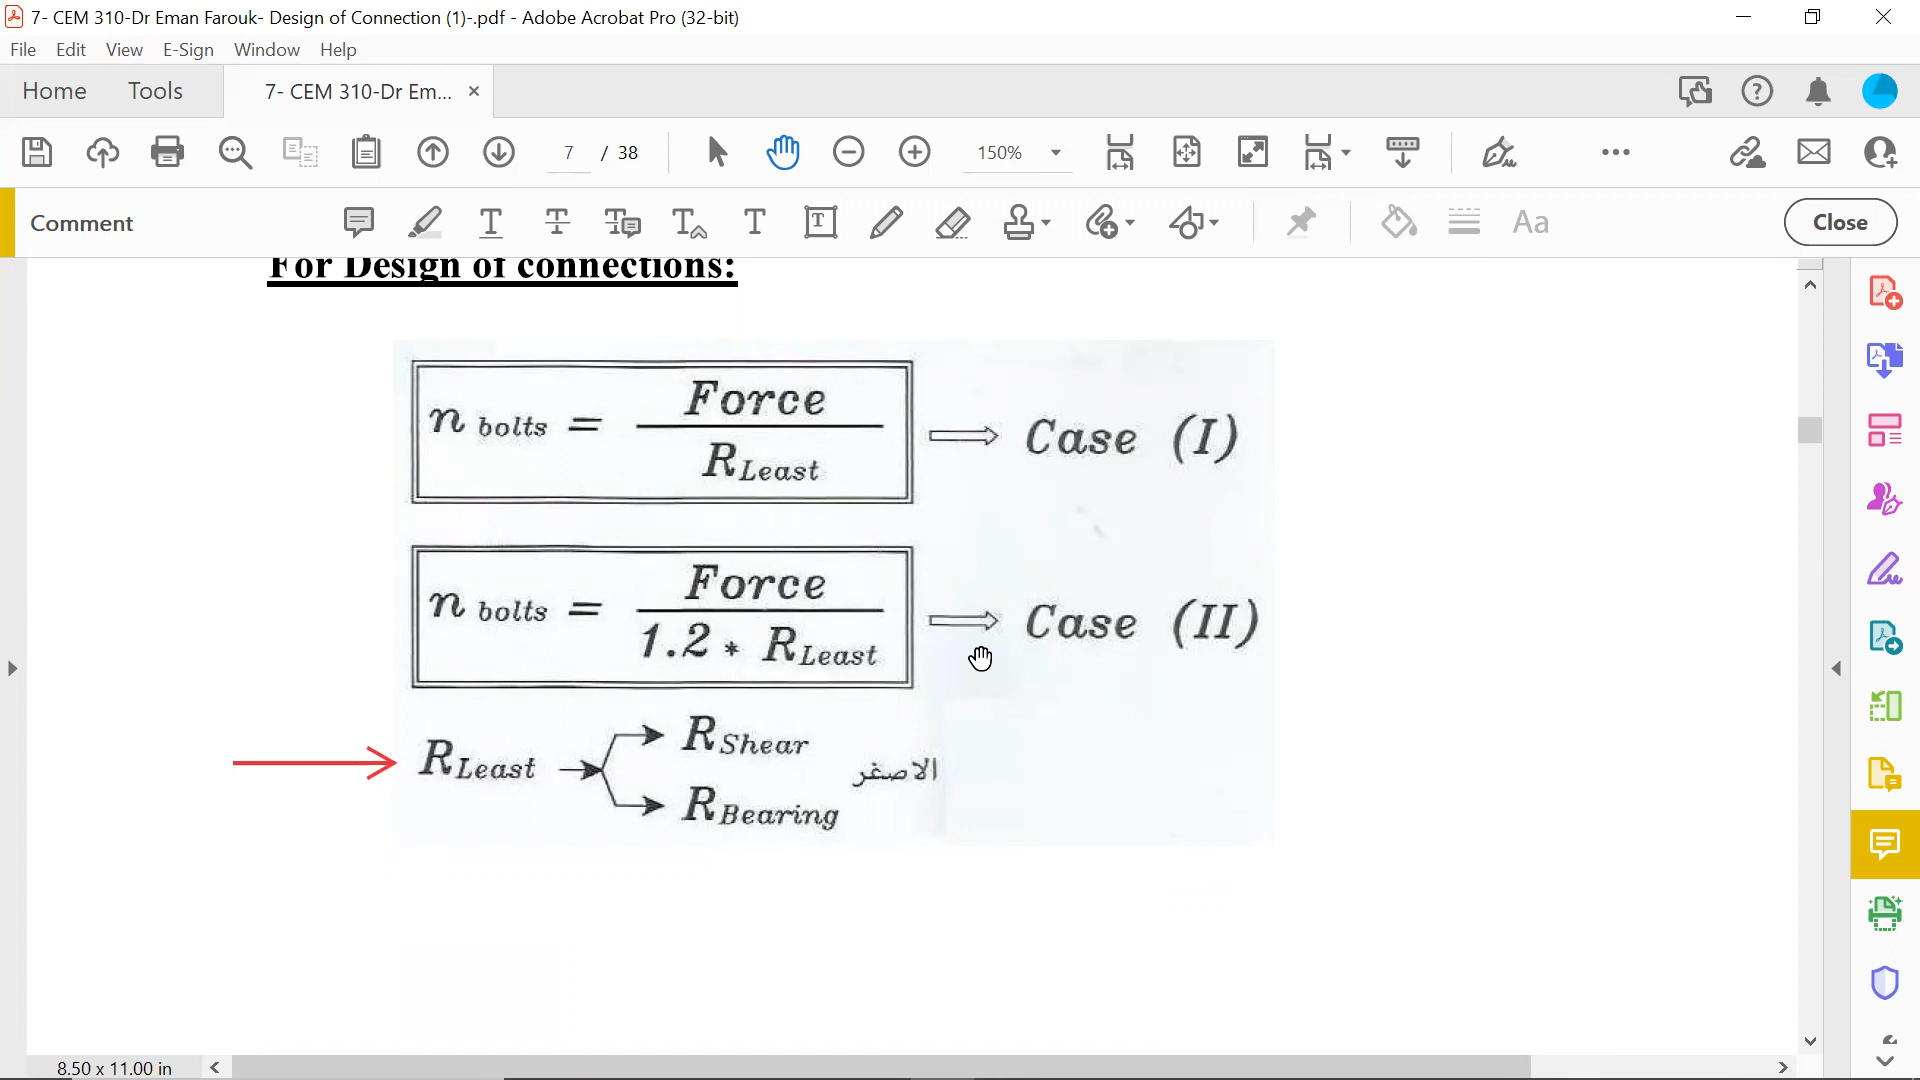 7- CEM 310-Dr Eman Farouk- Design of Connection (1)-.pdf - Adobe Acrobat Pro (32-bit)
File Edit View E-Sign Window Help
Home Tools 7- CEM 310-Dr Em... ×
7 / 38 150%
Comment Aa Close
For Design of connections:
n bolts = Force / R Least ⟹ Case (I)
n bolts = Force / 1.2 * R Least ⟹ Case (II)
R Shear
R Least الاصغر
R Bearing
8.50 x 11.00 in